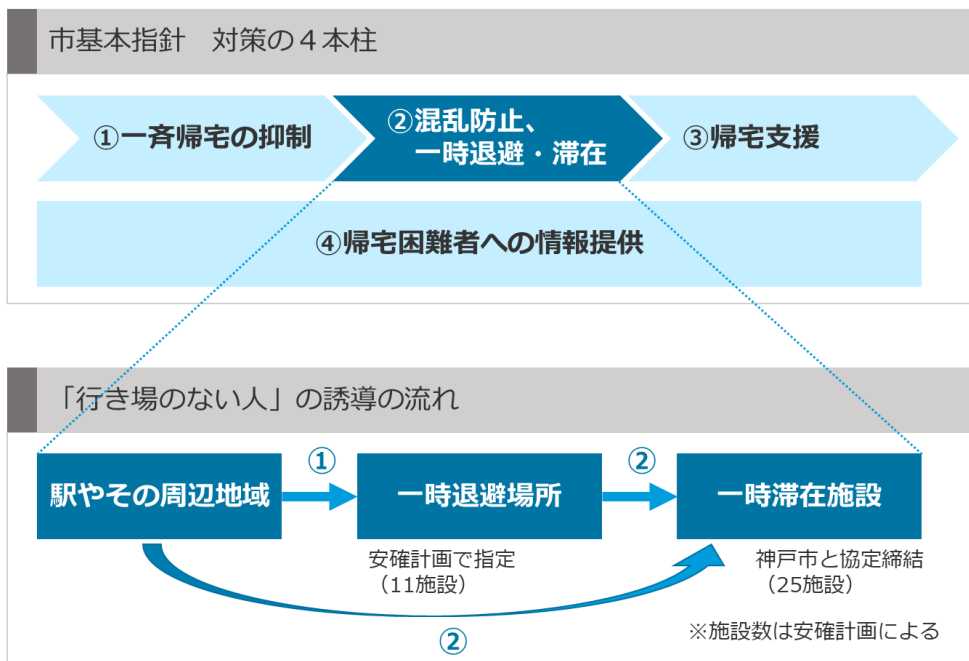 市基本指針　対策の４本柱
①一斉帰宅の抑制
②混乱防止、
一時退避・滞在
③帰宅支援
④帰宅困難者への情報提供
「行き場のない人」の誘導の流れ
①
②
駅やその周辺地域
一時退避場所
一時滞在施設
安確計画で指定
（11施設）
神戸市と協定締結
（25施設）
②
※施設数は安確計画による